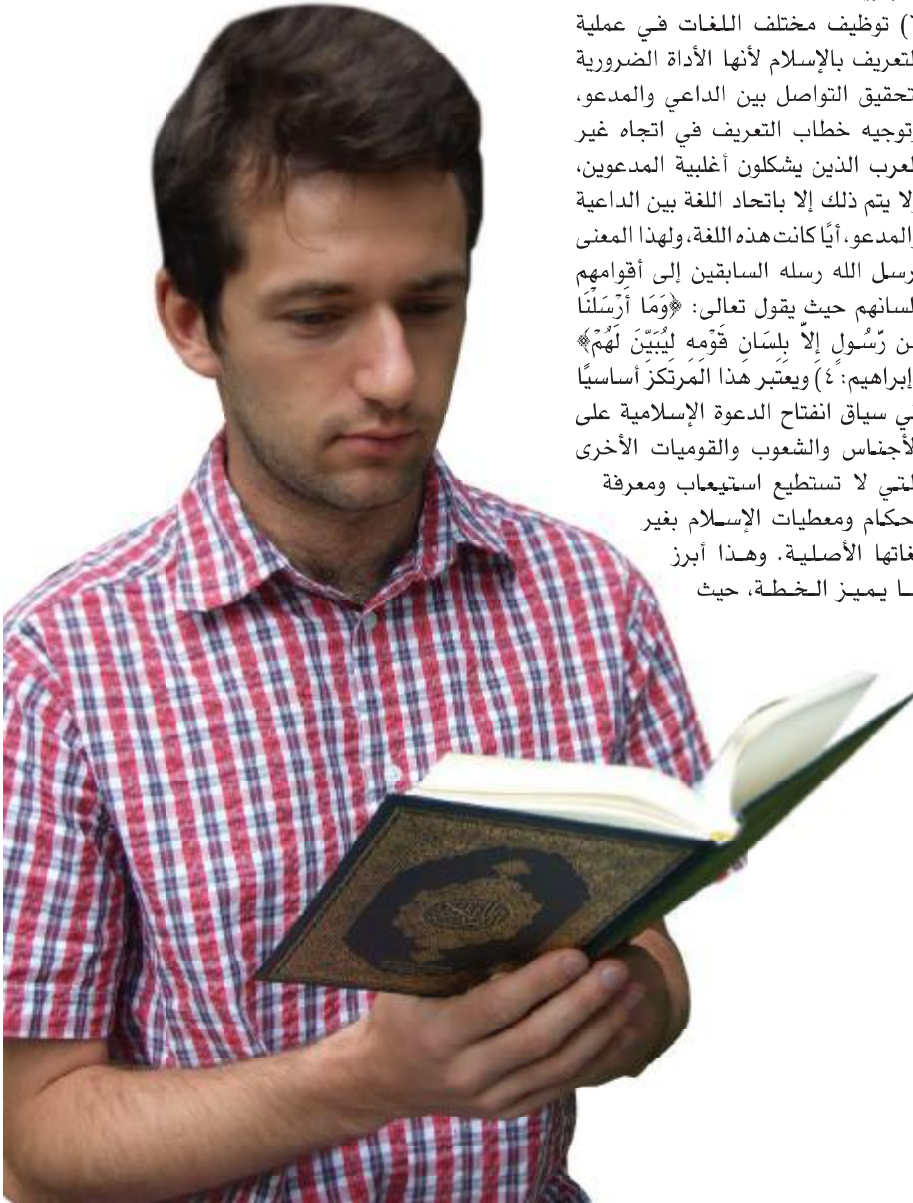 توظيف مختلف اللغات في عملية
لتعريف بالإسلام لأنها الأداة الضرورية
تحقيق التواصل بين الداعي والمدعو،
توجيه خطاب التعريف في اتجاه غير
لعرب الذين يشكلون أغلبية المدعوين،
لا يتم ذلك إلا باتحاد اللغة بين الداعية
المدعو، أيًا كانت هذه اللغة، ولهذا المعنى
رسل الله رسله السابقين إلى أقوامهم
لسانهم حيث يقول تعالى: ﴿وَمَا أَرْسَلْنَا
ن رَّسُولٍ إِلاَّ بِلِسَانِ قَوْمِهِ لِيُبَيِّنَ لَهُمْ﴾
إبراهيم: ٤) ويعتبر هذا المرتكز أساسيًا
ي سياق انفتاح الدعوة الإسلامية على
لأجناس والشعوب والقوميات الأخرى
لتي لا تستطيع استيعاب ومعرفة
حكام ومعطيات الإسلام بغير
غاتها الأصلية. وهذا أبرز
ـا يميز الخطة، حيث